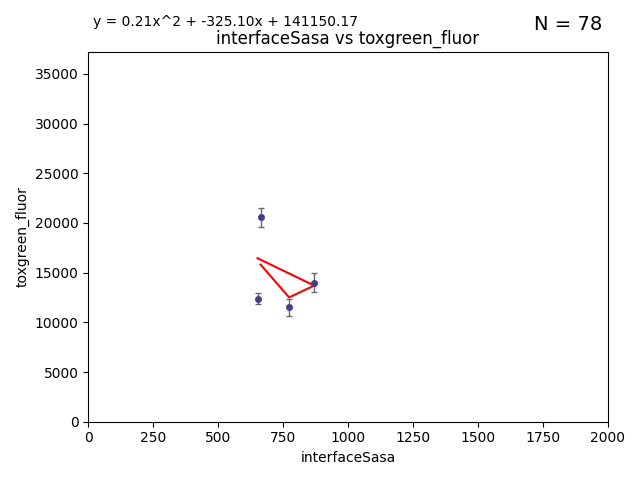 y = 0.21x^2 + -325.10x + 141150.17
N = 78
interfaceSasa vs toxgreen_fluor
35000
30000
25000
20000
15000
10000
5000
0
toxgreen_fluor
0 250 500 750 1000 1250 1500 1750 2000
interfaceSasa